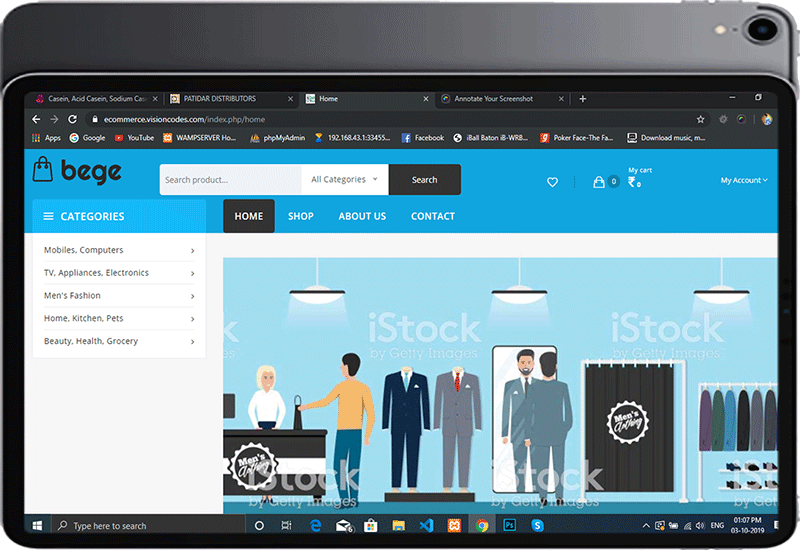 Casein, Acid Casein, Sodium Cas
PATIDAR DISTRIBUTORS
Home
Annotate Your Screenshot
ecommerce.visioncodes.com/index.php/home
Apps
Google
YouTube
WAMPSERVER Ho...
phpMyAdmin
192.168.43.1:33455...
Facebook
iBall Baton iB-WRB...
Poker Face-The Fa...
Download music, m...
bege
Search product...
All Categories
Search
0
My cart
₹ 0
My Account
CATEGORIES
HOME
SHOP
ABOUT US
CONTACT
Mobiles, Computers
TV, Appliances, Electronics
Men's Fashion
Home, Kitchen, Pets
Beauty, Health, Grocery
iStock
by Getty Images
iStock
by Getty Images
Men's
Clothing
Men's
Clothing
iStock
by Getty Images
iStock
by Getty Images
Type here to search
ENG
01:07 PM
03-10-2019